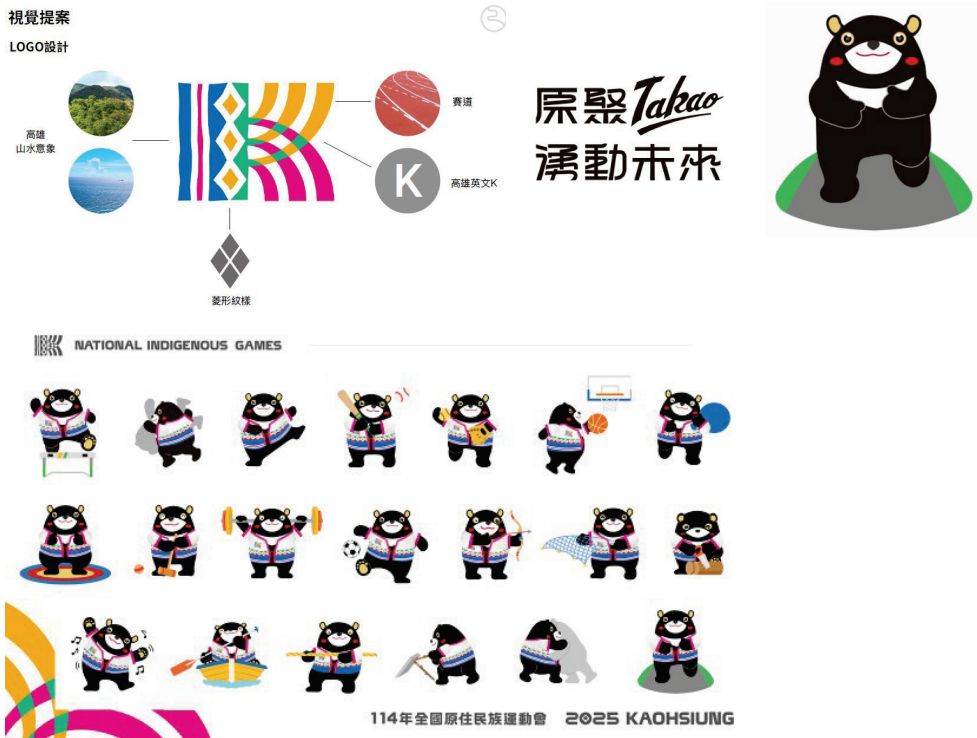 視覺提案
LOGO設計
高雄
山水意象
賽道
K
高雄英文K
菱形紋樣
原聚Takao
湧動未來
NATIONAL INDIGENOUS GAMES
114年全國原住民族運動會 2025 KAOHSIUNG